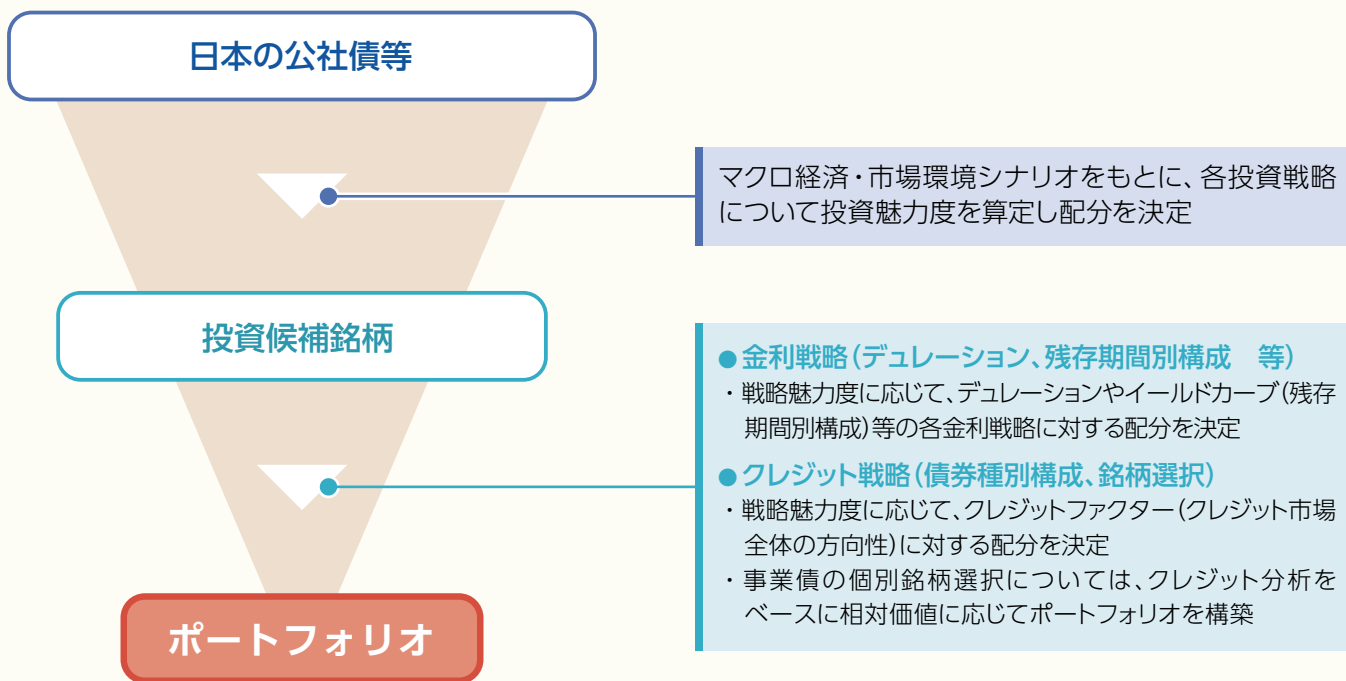 日本の公社債等
マクロ経済・市場環境シナリオをもとに、各投資戦略
について投資魅力度を算定し配分を決定
投資候補銘柄
●金利戦略(デュレーション、残存期間別構成　等)
・戦略魅力度に応じて、デュレーションやイールドカーブ(残存
期間別構成)等の各金利戦略に対する配分を決定
●クレジット戦略(債券種別構成、銘柄選択)
・戦略魅力度に応じて、クレジットファクター(クレジット市場
全体の方向性)に対する配分を決定
・事業債の個別銘柄選択については、クレジット分析を
ベースに相対価値に応じてポートフォリオを構築
ポートフォリオ